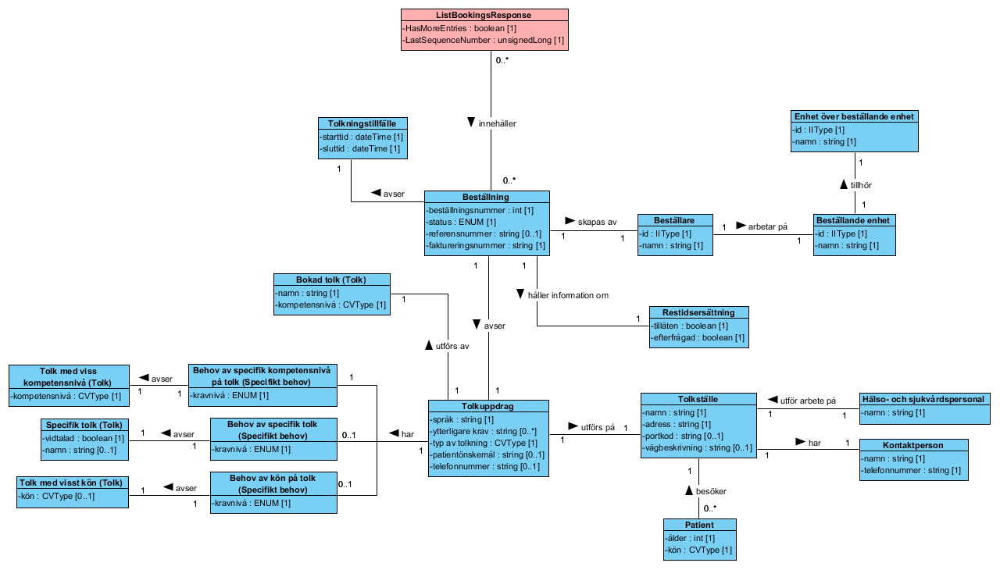 ListBookingsResponse
-HasMoreEntries : boolean [1]
-LastSequenceNumber : unsignedLong [1]
0..*
innehåller
0..*
Tolkningstillfälle
-starttid : dateTime [1]
-sluttid : dateTime [1]
1
avser
Enhet över beställande enhet
-id : IIType [1]
-namn : string [1]
1
tillhör
1
Beställning
-beställningsnummer : int [1]
-status : ENUM [1]
-referensnummer : string [0..1]
-faktureringsnummer : string [1]
skapas av
1
1
Beställare
-id : IIType [1]
-namn : string [1]
1
arbetar på
1
Beställande enhet
-id : IIType [1]
-namn : string [1]
1
1
Bokad tolk (Tolk)
-namn : string [1]
-kompetensnivå : CVType [1]
1
håller information om
1
Restidsersättning
-tillåten : boolean [1]
-efterfrågad : boolean [1]
avser
utförs av
1
1
Tolk med viss
kompetensnivå (Tolk)
-kompetensnivå : CVType [1]
avser
1
1
Behov av specifik kompetensnivå
på tolk (Specifikt behov)
-kravnivå : ENUM [1]
1
Specifik tolk (Tolk)
-vidtalad : boolean [1]
-namn : string [0..1]
1
avser
1
Behov av specifik tolk
(Specifikt behov)
-kravnivå : ENUM [1]
0..1
har
1
Tolk med visst kön (Tolk)
-kön : CVType [0..1]
1
avser
1
Behov av kön på tolk
(Specifikt behov)
-kravnivå : ENUM [1]
0..1
Tolkuppdrag
-språk : string [1]
-ytterligare krav : string [0..*]
-typ av tolkning : CVType [1]
-patientönskemål : string [0..1]
-telefonnummer : string [0..1]
utförs på
1
1
Tolkställe
-namn : string [1]
-adress : string [1]
-portkod : string [0..1]
-vägbeskrivning : string [0..1]
utför arbete på
1
1
Hälso- och sjukvårdspersonal
-namn : string [1]
har
1
1
Kontaktperson
-namn : string [1]
-telefonnummer : string [1]
1
besöker
0..*
Patient
-ålder : int [1]
-kön : CVType [1]